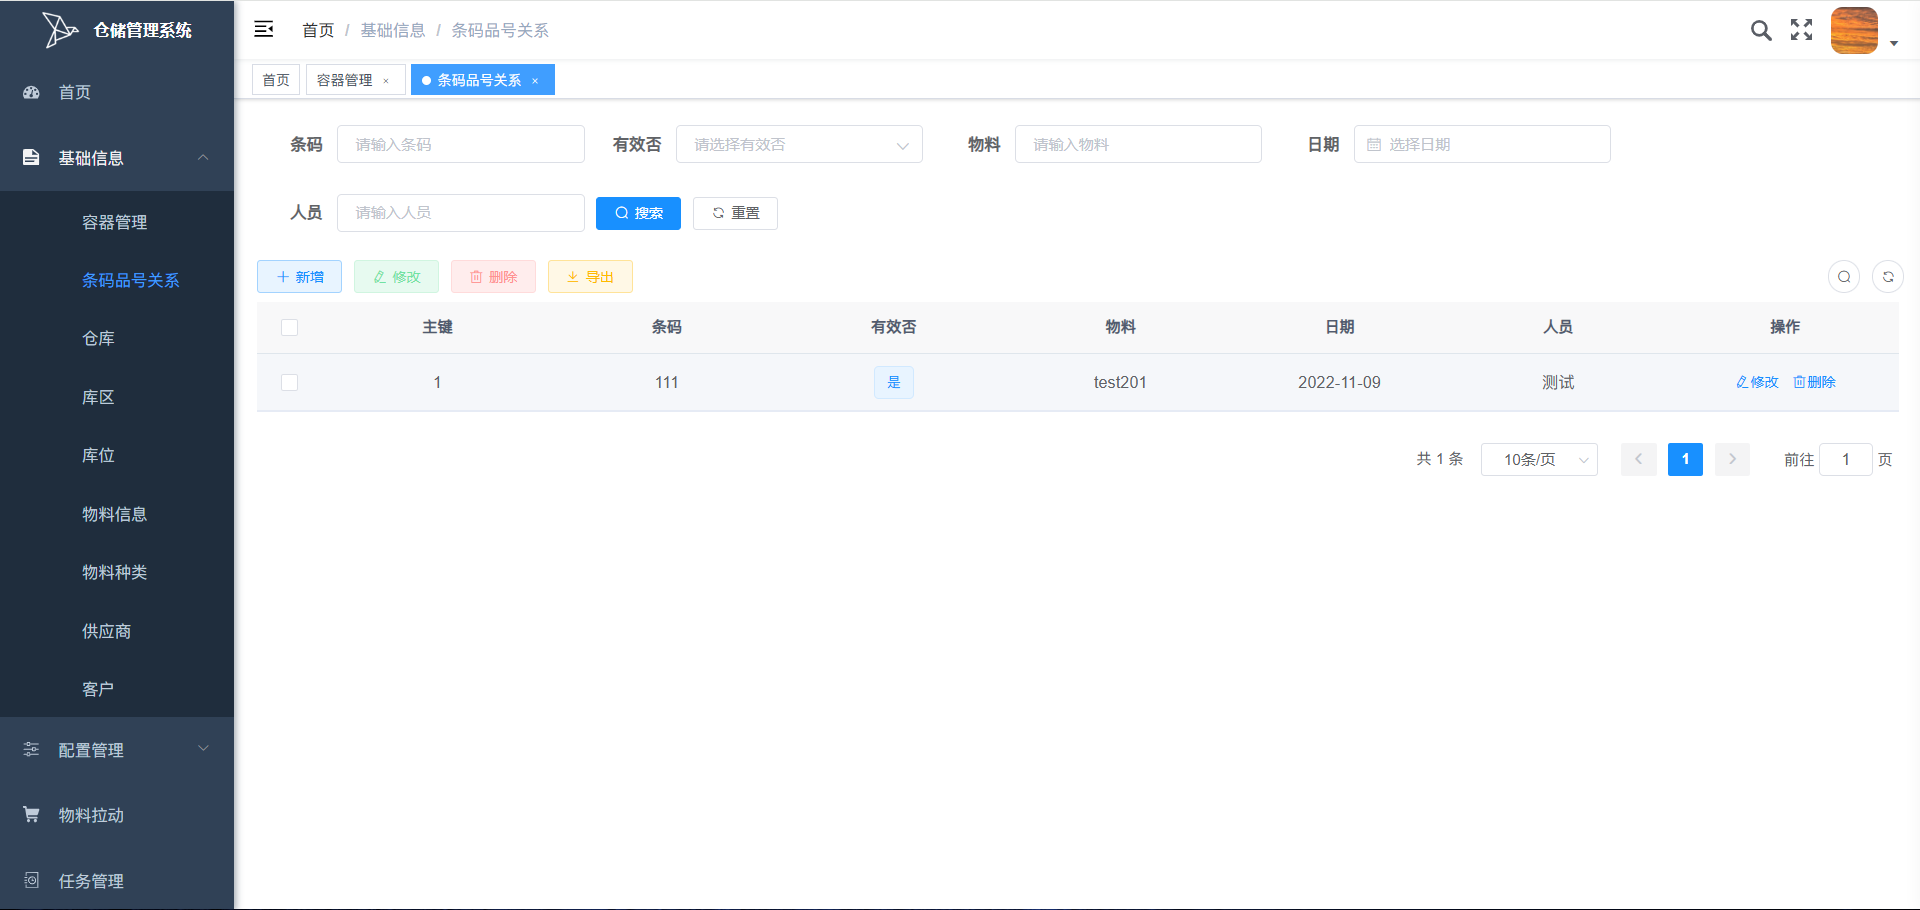 仓储管理系统
首页
基础信息
容器管理
条码品号关系
仓库
库区
库位
物料信息
物料种类
供应商
客户
配置管理
物料拉动
任务管理
首页 / 基础信息 / 条码品号关系
首页 容器管理 × 条码品号关系 ×
条码 请输入条码 有效否 请选择有效否 物料 请输入物料 日期 选择日期
人员 请输入人员 搜索 重置
新增 修改 删除 导出
主键 条码 有效否 物料 日期 人员 操作
1 111 是 test201 2022-11-09 测试 修改 删除
共 1 条 10条/页 1 前往 1 页